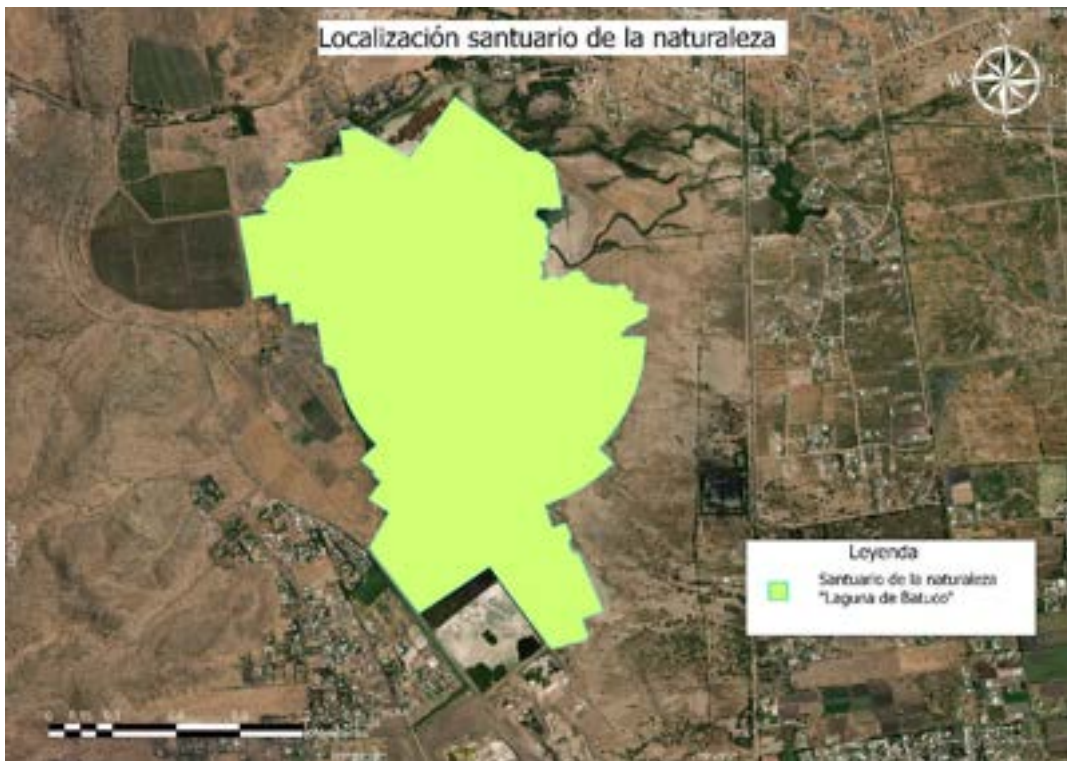 Localización santuario de la naturaleza
N
W
L
Leyenda
Santuario de la naturaleza
"Laguna de Batuco"